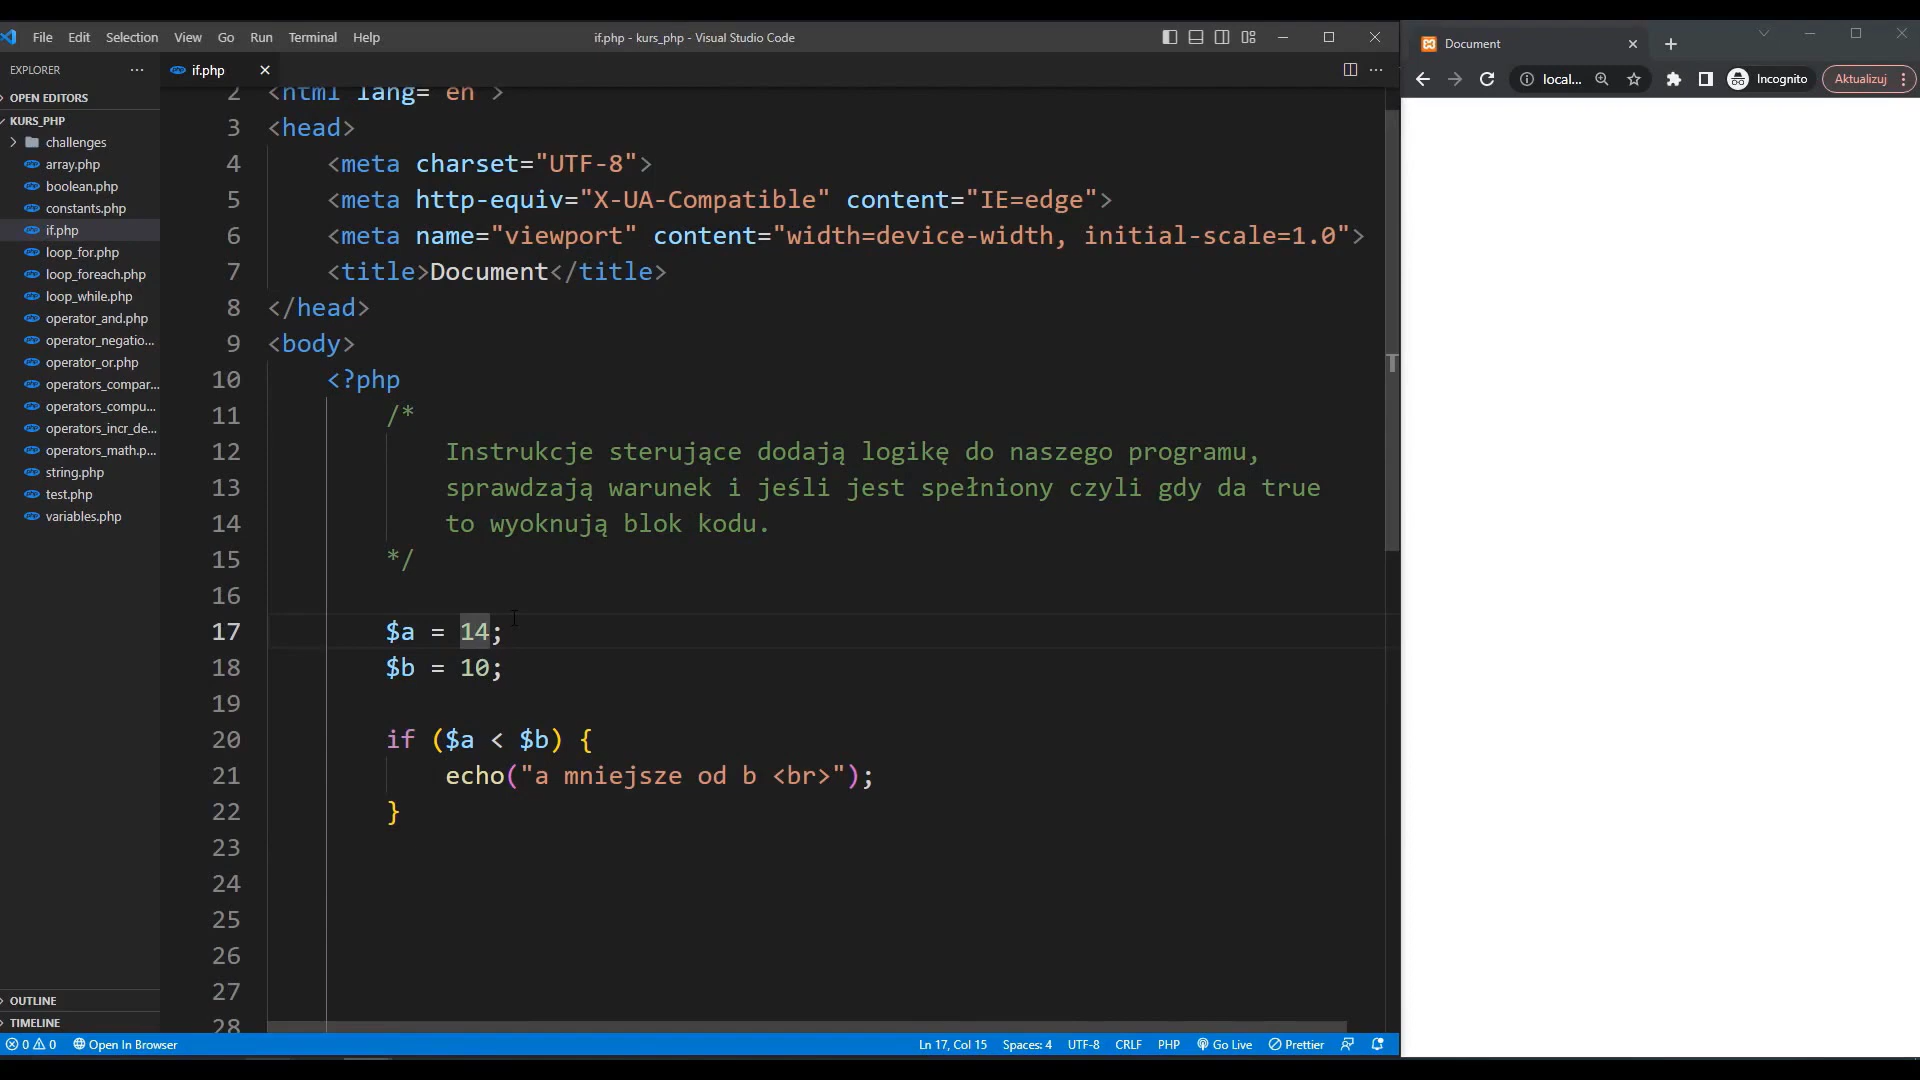 File Edit Selection View Go Run Terminal Help
if.php - kurs_php - Visual Studio Code
EXPLORER
OPEN EDITORS
KURS_PHP
challenges
array.php
boolean.php
constants.php
if.php
loop_for.php
loop_foreach.php
loop_while.php
operator_and.php
operator_negatio...
operator_or.php
operators_compar...
operators_compu...
operators_incr_de...
operators_math.p...
string.php
test.php
variables.php
OUTLINE
TIMELINE
if.php
2 <html lang="en">
3 <head>
4 <meta charset="UTF-8">
5 <meta http-equiv="X-UA-Compatible" content="IE=edge">
6 <meta name="viewport" content="width=device-width, initial-scale=1.0">
7 <title>Document</title>
8 </head>
9 <body>
10 <?php
11 /*
12 Instrukcje sterujące dodają logikę do naszego programu,
13 sprawdzają warunek i jeśli jest spełniony czyli gdy da true
14 to wyoknują blok kodu.
15 */
16
17 $a = 14;
18 $b = 10;
19
20 if ($a < $b) {
21 echo("a mniejsze od b <br>");
22 }
23
24
25
26
27
28
0 0 Open In Browser
Ln 17, Col 15 Spaces: 4 UTF-8 CRLF PHP Go Live Prettier
Document
local... Incognito Aktualizuj